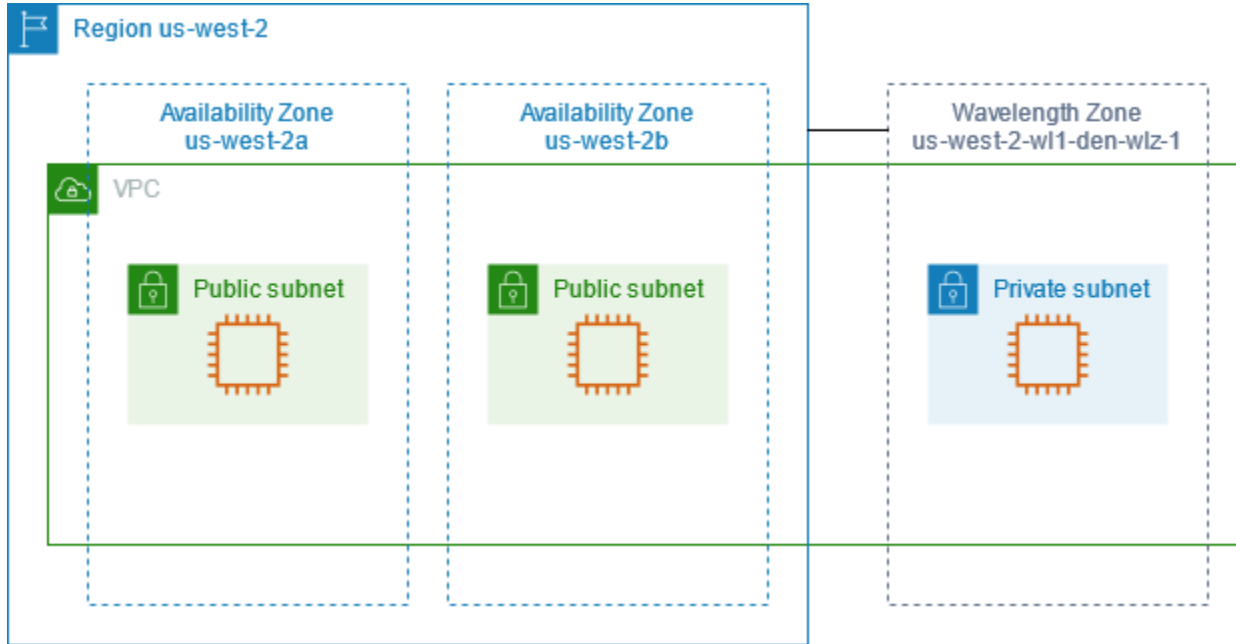 Region us-west-2
Availability Zone
us-west-2a
Availability Zone
us-west-2b
Wavelength Zone
us-west-2-wl1-den-wlz-1
VPC
Public subnet
Public subnet
Private subnet